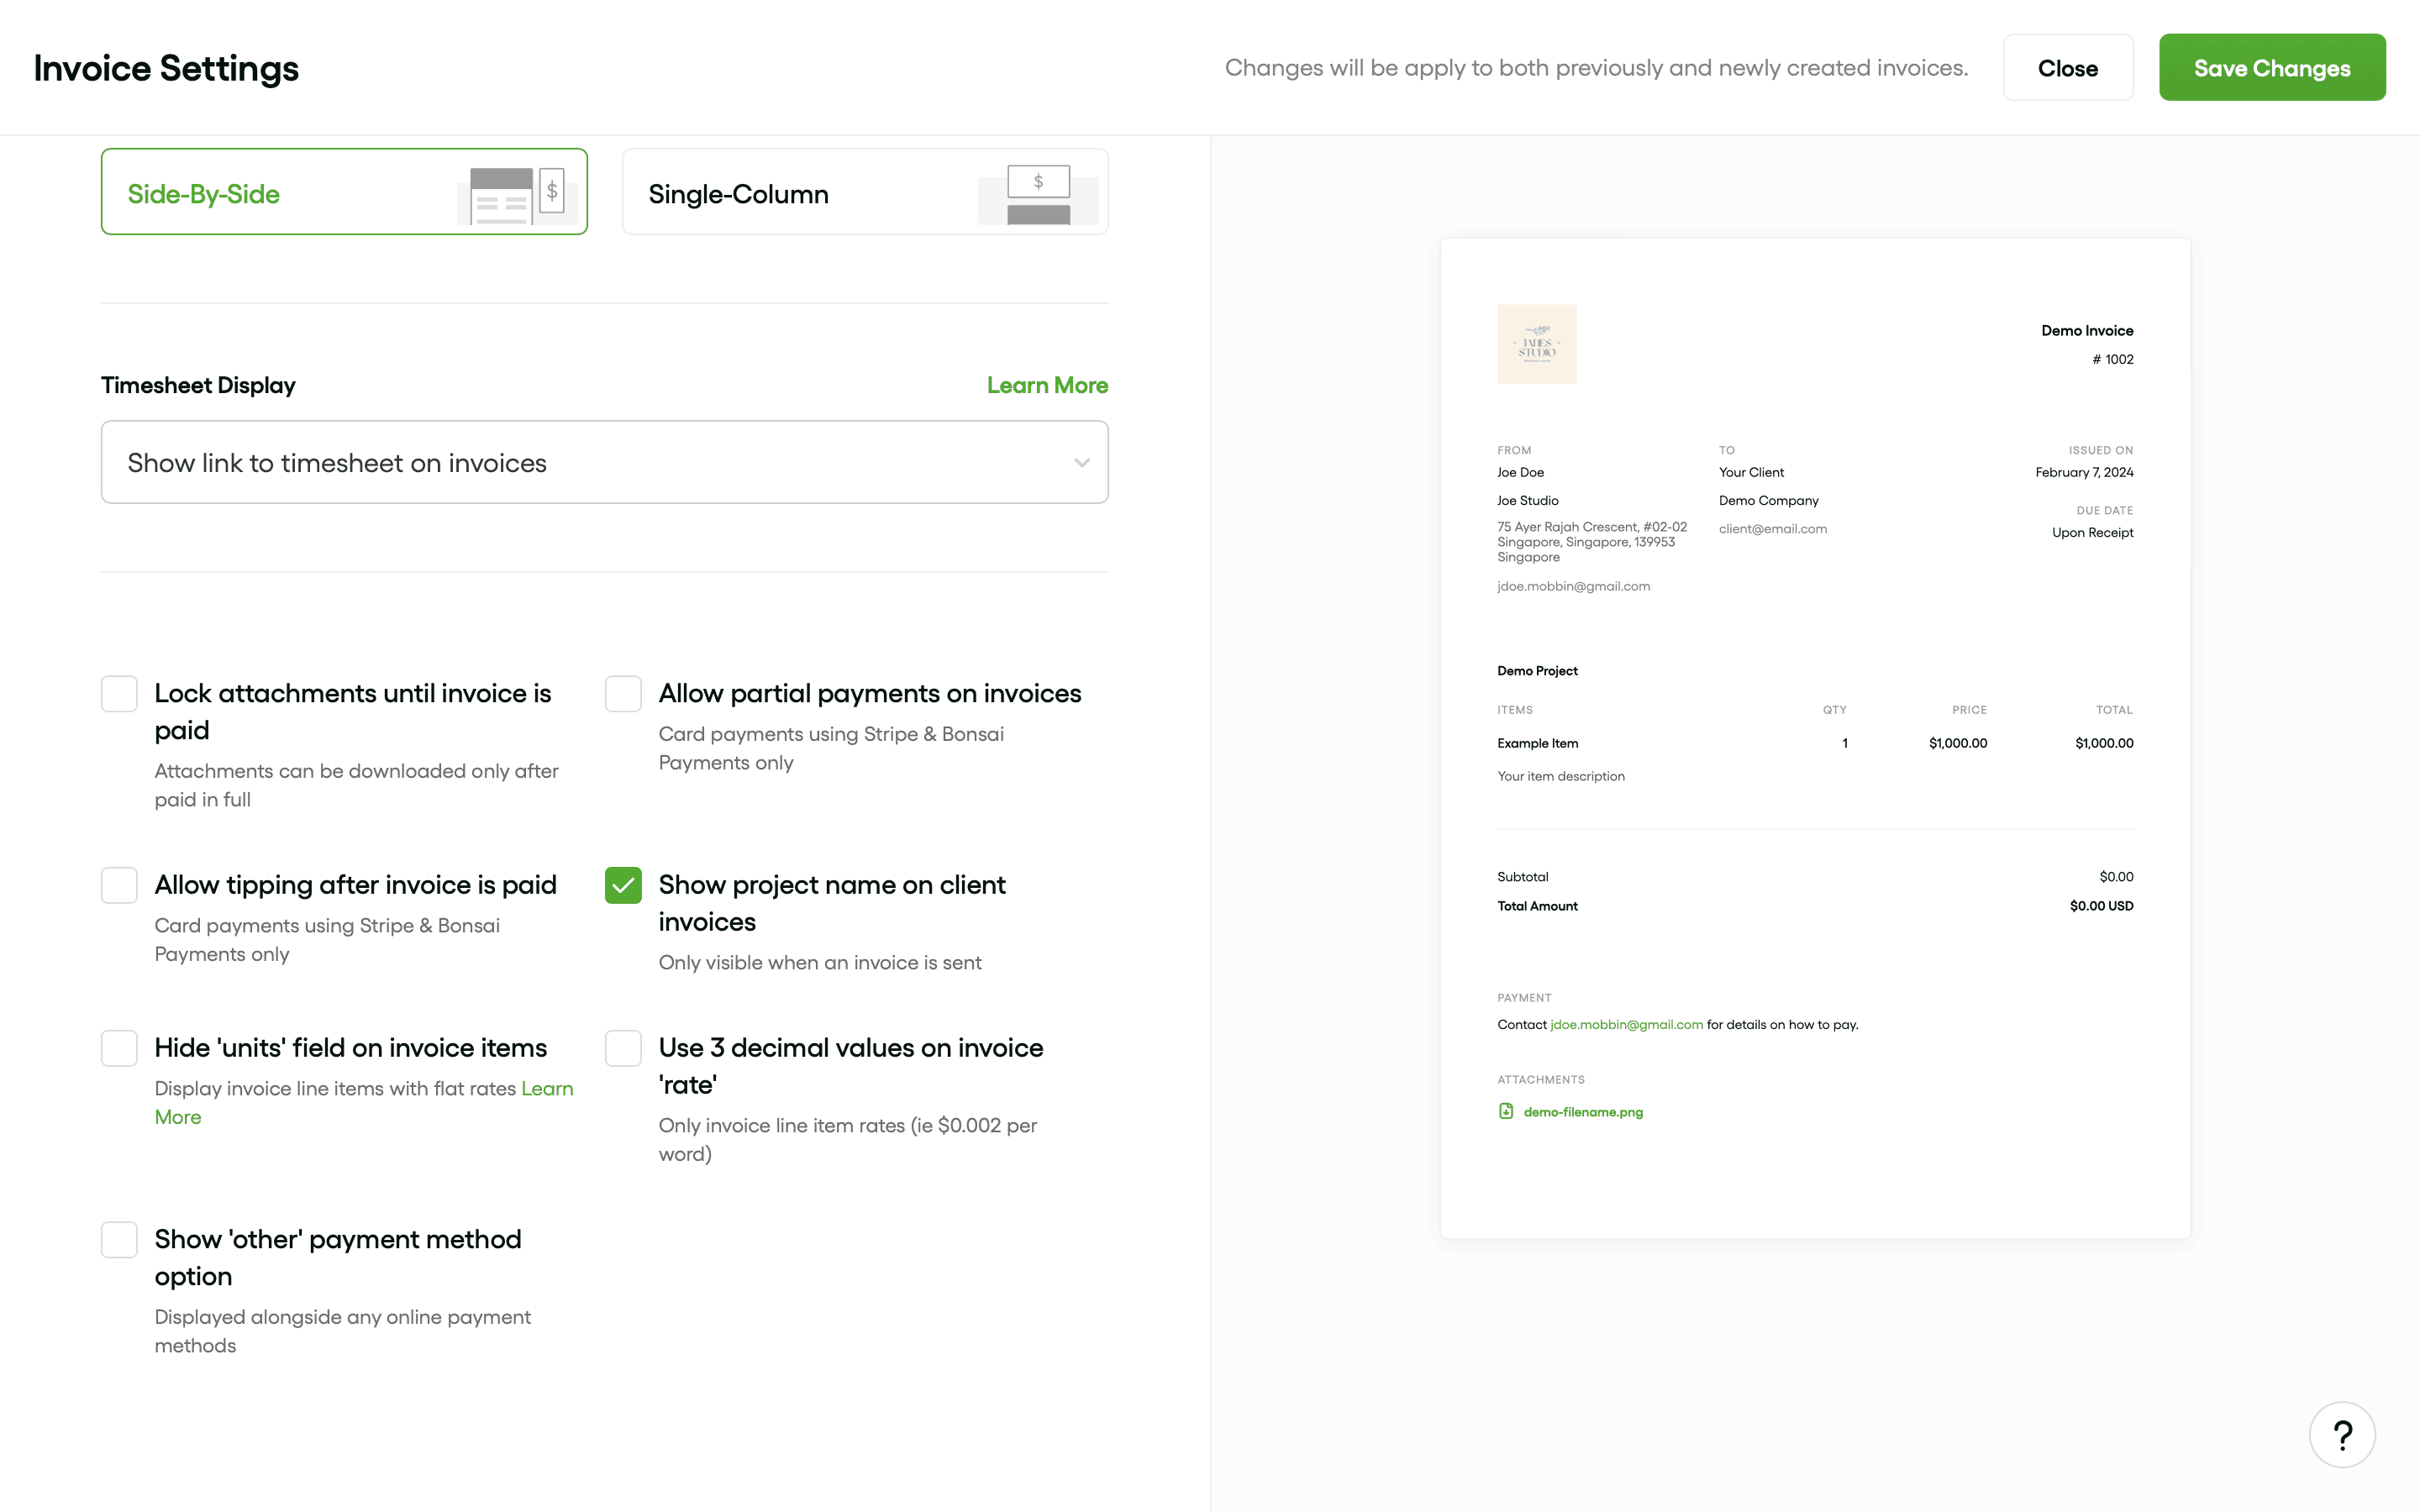 Invoice Settings
Changes will be apply to both previously and newly created invoices.
Close
Save Changes
Side-By-Side
$
Single-Column
$
Timesheet Display
Learn More
Show link to timesheet on invoices
Lock attachments until invoice is
paid
Attachments can be downloaded only after
paid in full
Allow partial payments on invoices
Card payments using Stripe & Bonsai
Payments only
Allow tipping after invoice is paid
Card payments using Stripe & Bonsai
Payments only
Show project name on client
invoices
Only visible when an invoice is sent
Hide 'units' field on invoice items
Display invoice line items with flat rates Learn
More
Use 3 decimal values on invoice
'rate'
Only invoice line item rates (ie $0.002 per
word)
Show 'other' payment method
option
Displayed alongside any online payment
methods
STUDIO
Demo Invoice
# 1002
FROM
Joe Doe
Joe Studio
75 Ayer Rajah Crescent, #02-02
Singapore, Singapore, 139953
Singapore
jdoe.mobbin@gmail.com
TO
Your Client
Demo Company
client@email.com
ISSUED ON
February 7, 2024
DUE DATE
Upon Receipt
Demo Project
ITEMS QTY PRICE TOTAL
Example Item 1 $1,000.00 $1,000.00
Your item description
Subtotal $0.00
Total Amount $0.00 USD
PAYMENT
Contact jdoe.mobbin@gmail.com for details on how to pay.
ATTACHMENTS
demo-filename.png
?